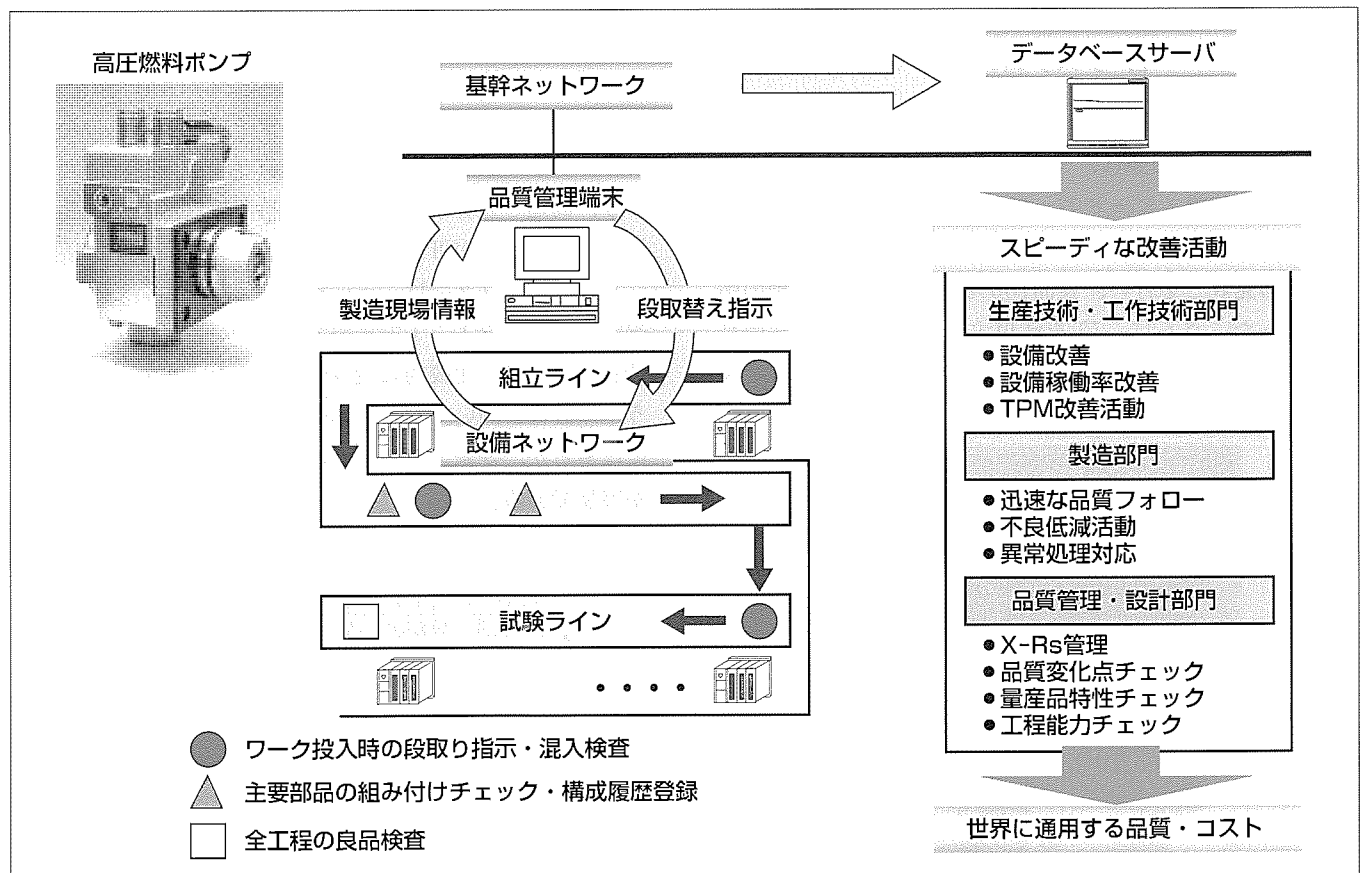 高圧燃料ポンプ
基幹ネットワーク
データベースサーバ
品質管理端末
製造現場情報
段取替え指示
組立ライン
設備ネットワーク
試験ライン
ワーク投入時の段取り指示・混入検査
主要部品の組み付けチェック・構成履歴登録
全工程の良品検査
スピーディな改善活動
生産技術・工作技術部門
●設備改善
●設備稼働率改善
●TPM改善活動
製造部門
●迅速な品質フォロー
●不良低減活動
●異常処理対応
品質管理・設計部門
●X-Rs管理
●品質変化点チェック
●量産品特性チェック
●工程能力チェック
世界に通用する品質・コスト